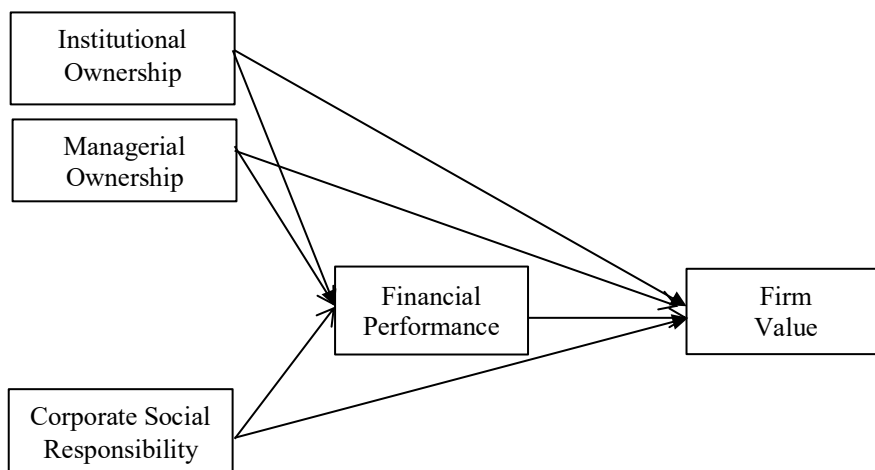 Institutional
Ownership
Managerial
Ownership
Financial
Performance
Firm
Value
Corporate Social
Responsibility